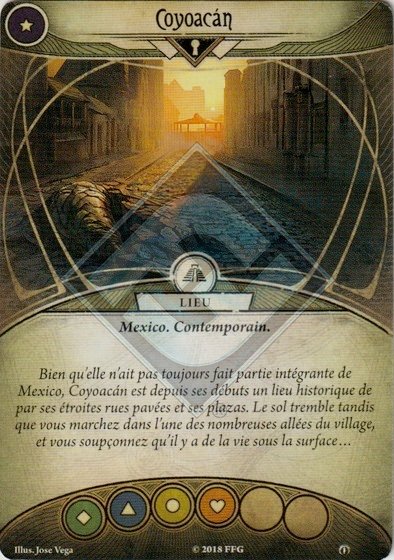 Coyoacán
LIEU
Mexico. Contemporain.
Bien qu'elle n'ait pas toujours fait partie intégrante de
Mexico, Coyoacán est depuis ses débuts un lieu historique de
par ses étroites rues pavées et ses plazas. Le sol tremble tandis
que vous marchez dans l'une des nombreuses allées du village,
et vous soupçonnez qu'il y a de la vie sous la surface…
Illus. Jose Vega
© 2018 FFG